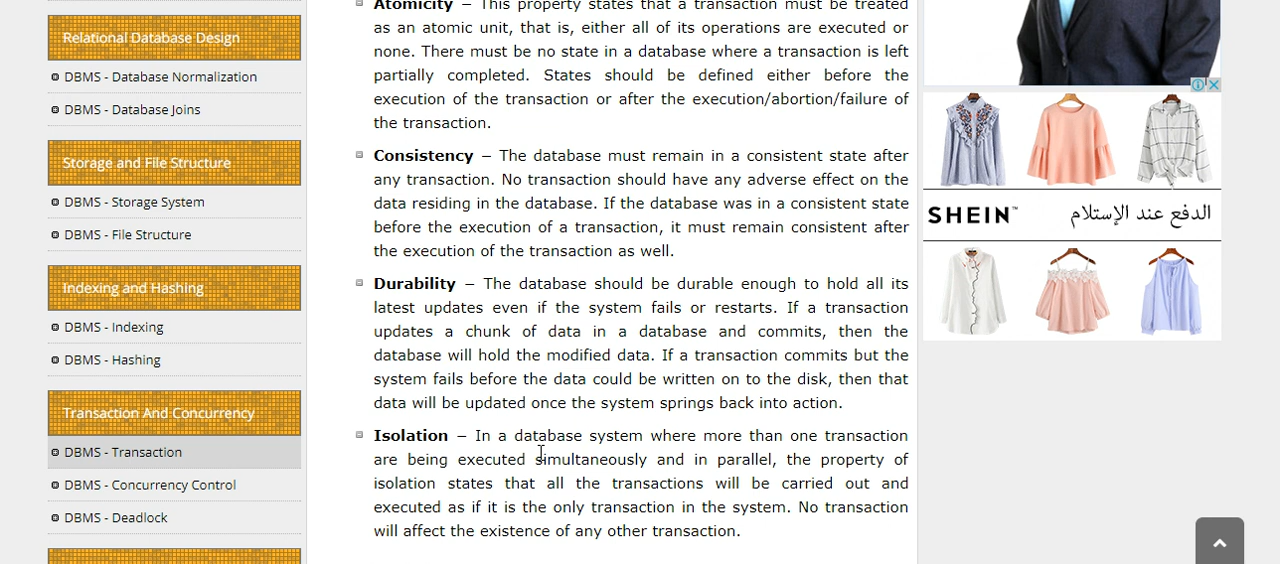 Relational Database Design
DBMS - Database Normalization
DBMS - Database Joins
Storage and File Structure
DBMS - Storage System
DBMS - File Structure
Indexing and Hashing
DBMS - Indexing
DBMS - Hashing
Transaction And Concurrency
DBMS - Transaction
DBMS - Concurrency Control
DBMS - Deadlock
Atomicity – This property states that a transaction must be treated
as an atomic unit, that is, either all of its operations are executed or
none. There must be no state in a database where a transaction is left
partially completed. States should be defined either before the
execution of the transaction or after the execution/abortion/failure of
the transaction.
Consistency – The database must remain in a consistent state after
any transaction. No transaction should have any adverse effect on the
data residing in the database. If the database was in a consistent state
before the execution of a transaction, it must remain consistent after
the execution of the transaction as well.
Durability – The database should be durable enough to hold all its
latest updates even if the system fails or restarts. If a transaction
updates a chunk of data in a database and commits, then the
database will hold the modified data. If a transaction commits but the
system fails before the data could be written on to the disk, then that
data will be updated once the system springs back into action.
Isolation – In a database system where more than one transaction
are being executed simultaneously and in parallel, the property of
isolation states that all the transactions will be carried out and
executed as if it is the only transaction in the system. No transaction
will affect the existence of any other transaction.
SHEIN™ الدفع عند الإستلام